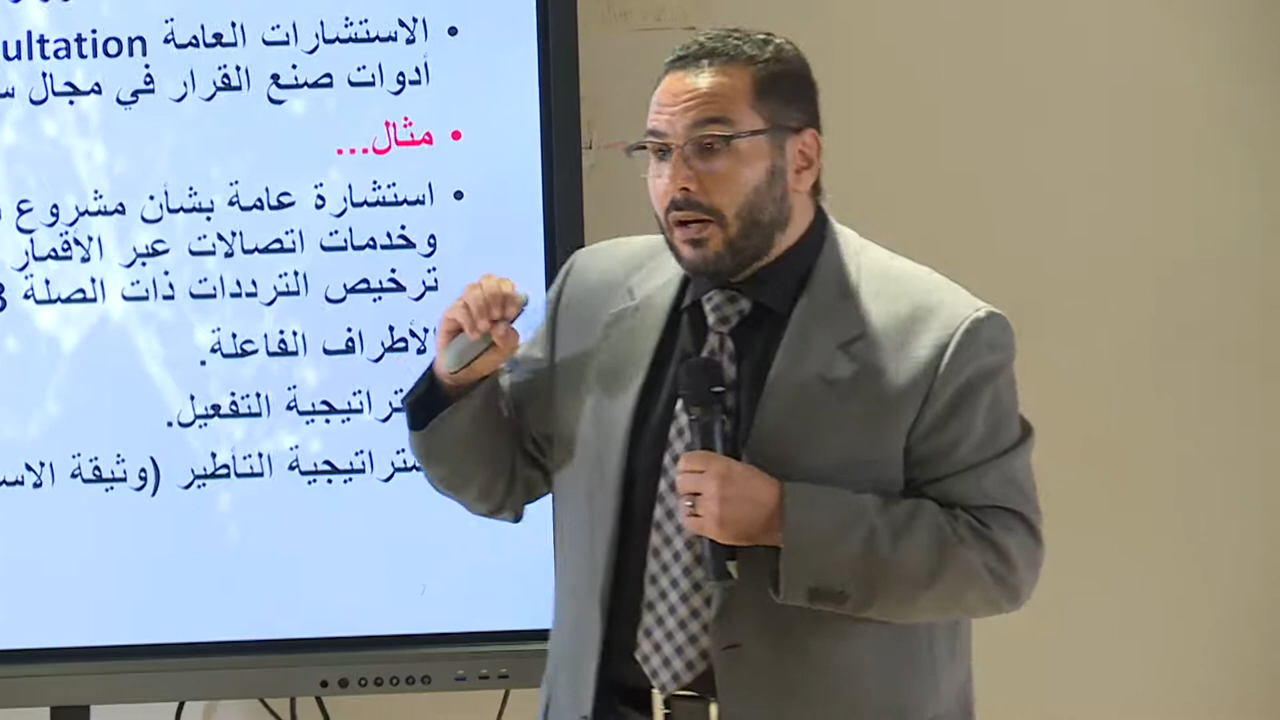 • الاستشارات العامة ultation
أدوات صنع القرار في مجال
• مثال...
• استشارة عامة بشأن مشروع
وخدمات اتصالات عبر الأقمار
ترخيص الترددات ذات الصلة
الأطراف الفاعلة.
تراتيجية التفعيل.
ستراتيجية التأطير (وثيقة الاس